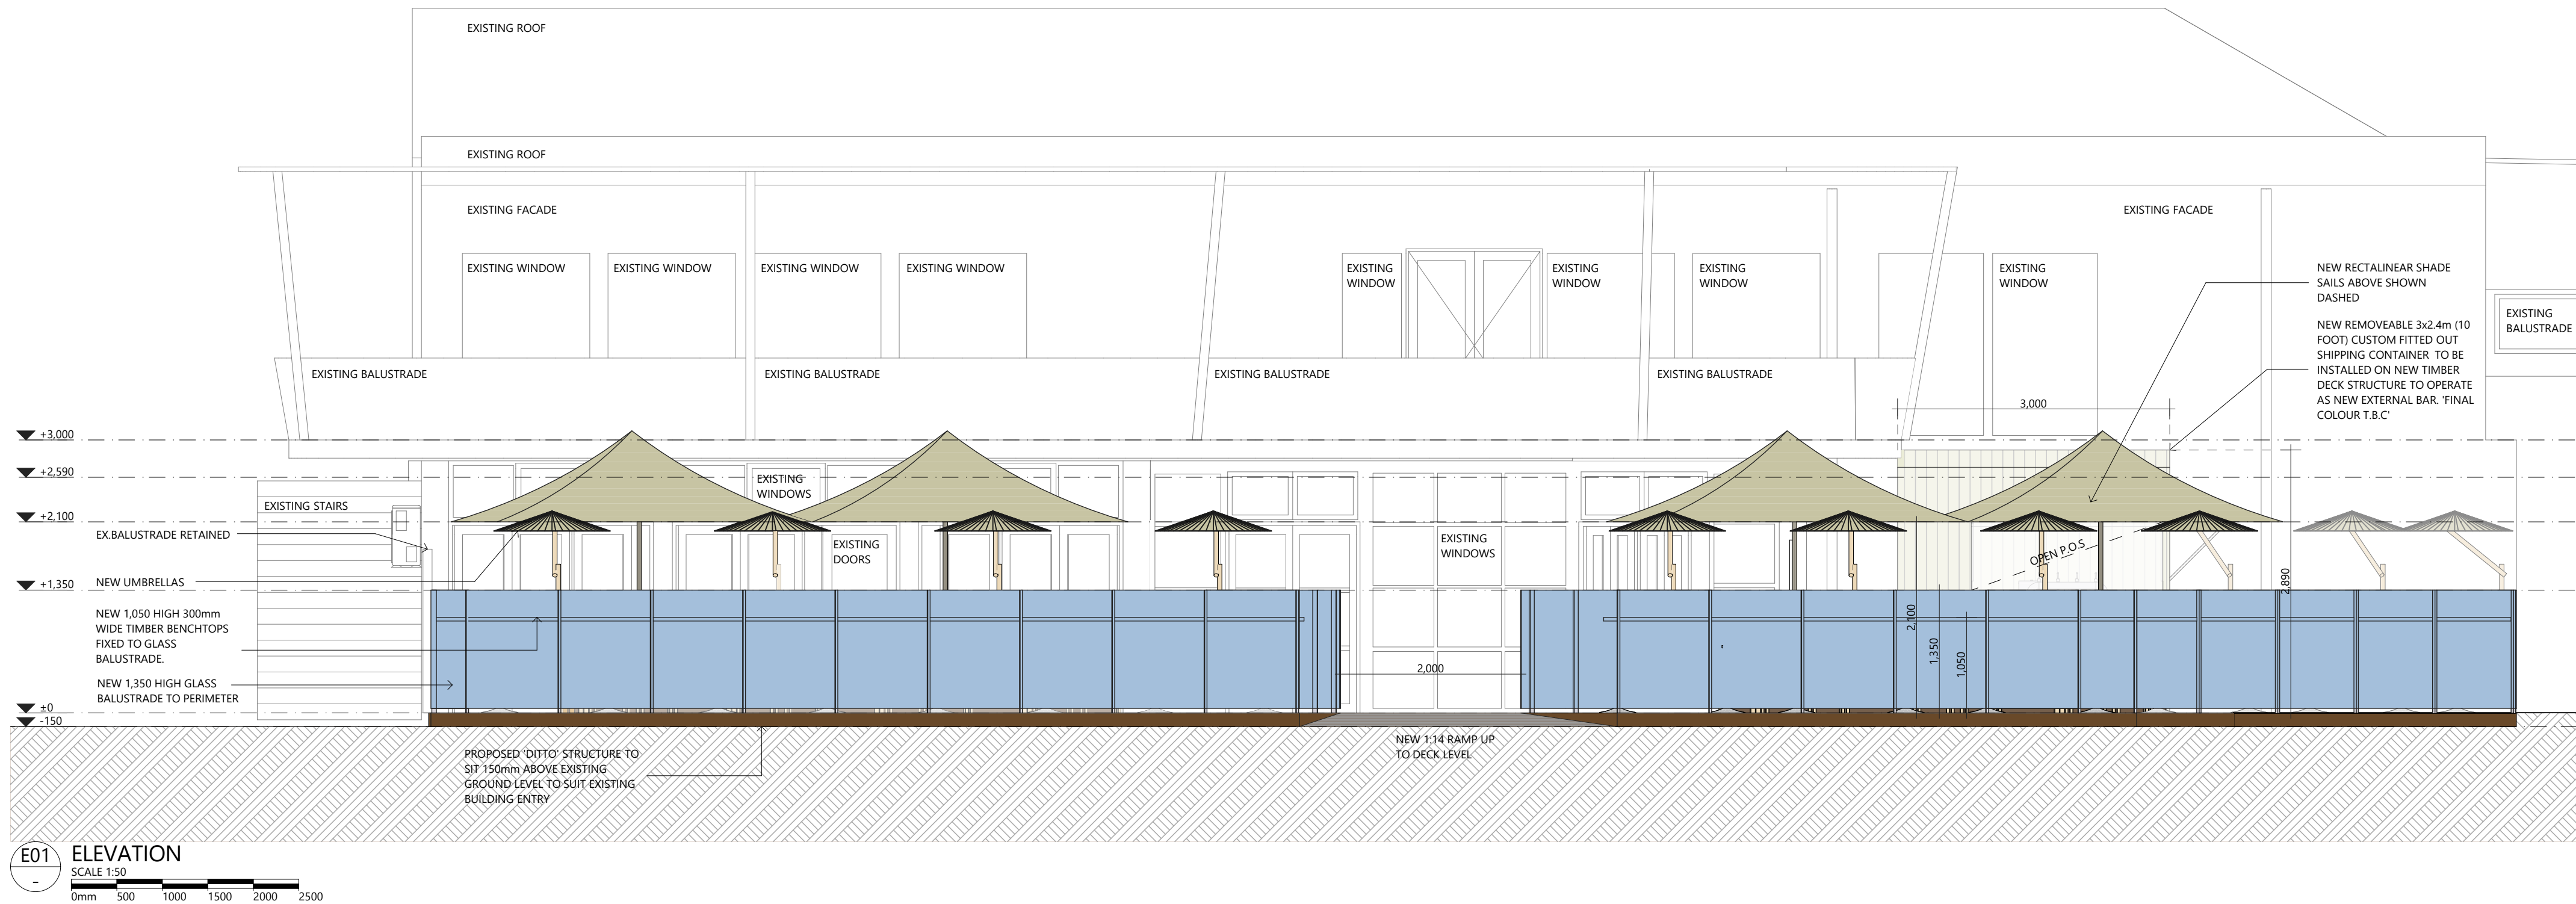 EXISTING ROOF
EXISTING ROOF
EXISTING FACADE
EXISTING FACADE
EXISTING WINDOW
EXISTING WINDOW
EXISTING WINDOW
EXISTING WINDOW
EXISTING
WINDOW
EXISTING
WINDOW
EXISTING
WINDOW
EXISTING
WINDOW
NEW RECTALINEAR SHADE
SAILS ABOVE SHOWN
DASHED
EXISTING
BALUSTRADE
NEW REMOVEABLE 3x2.4m (10
FOOT) CUSTOM FITTED OUT
SHIPPING CONTAINER TO BE
INSTALLED ON NEW TIMBER
DECK STRUCTURE TO OPERATE
AS NEW EXTERNAL BAR. 'FINAL
COLOUR T.B.C'
EXISTING BALUSTRADE
EXISTING BALUSTRADE
EXISTING BALUSTRADE
EXISTING BALUSTRADE
3,000
+3,000
+2,590
+2,100
+1,350
±0
-150
EXISTING STAIRS
EX.BALUSTRADE RETAINED
NEW UMBRELLAS
NEW 1,050 HIGH 300mm
WIDE TIMBER BENCHTOPS
FIXED TO GLASS
BALUSTRADE.
NEW 1,350 HIGH GLASS
BALUSTRADE TO PERIMETER
EXISTING
WINDOWS
EXISTING
DOORS
EXISTING
WINDOWS
OPEN P.O.S
2,890
2,100
1,350
1,050
2,000
PROPOSED 'DITTO' STRUCTURE TO
SIT 150mm ABOVE EXISTING
GROUND LEVEL TO SUIT EXISTING
BUILDING ENTRY
NEW 1:14 RAMP UP
TO DECK LEVEL
E01
-
ELEVATION
SCALE 1:50
0mm 500 1000 1500 2000 2500